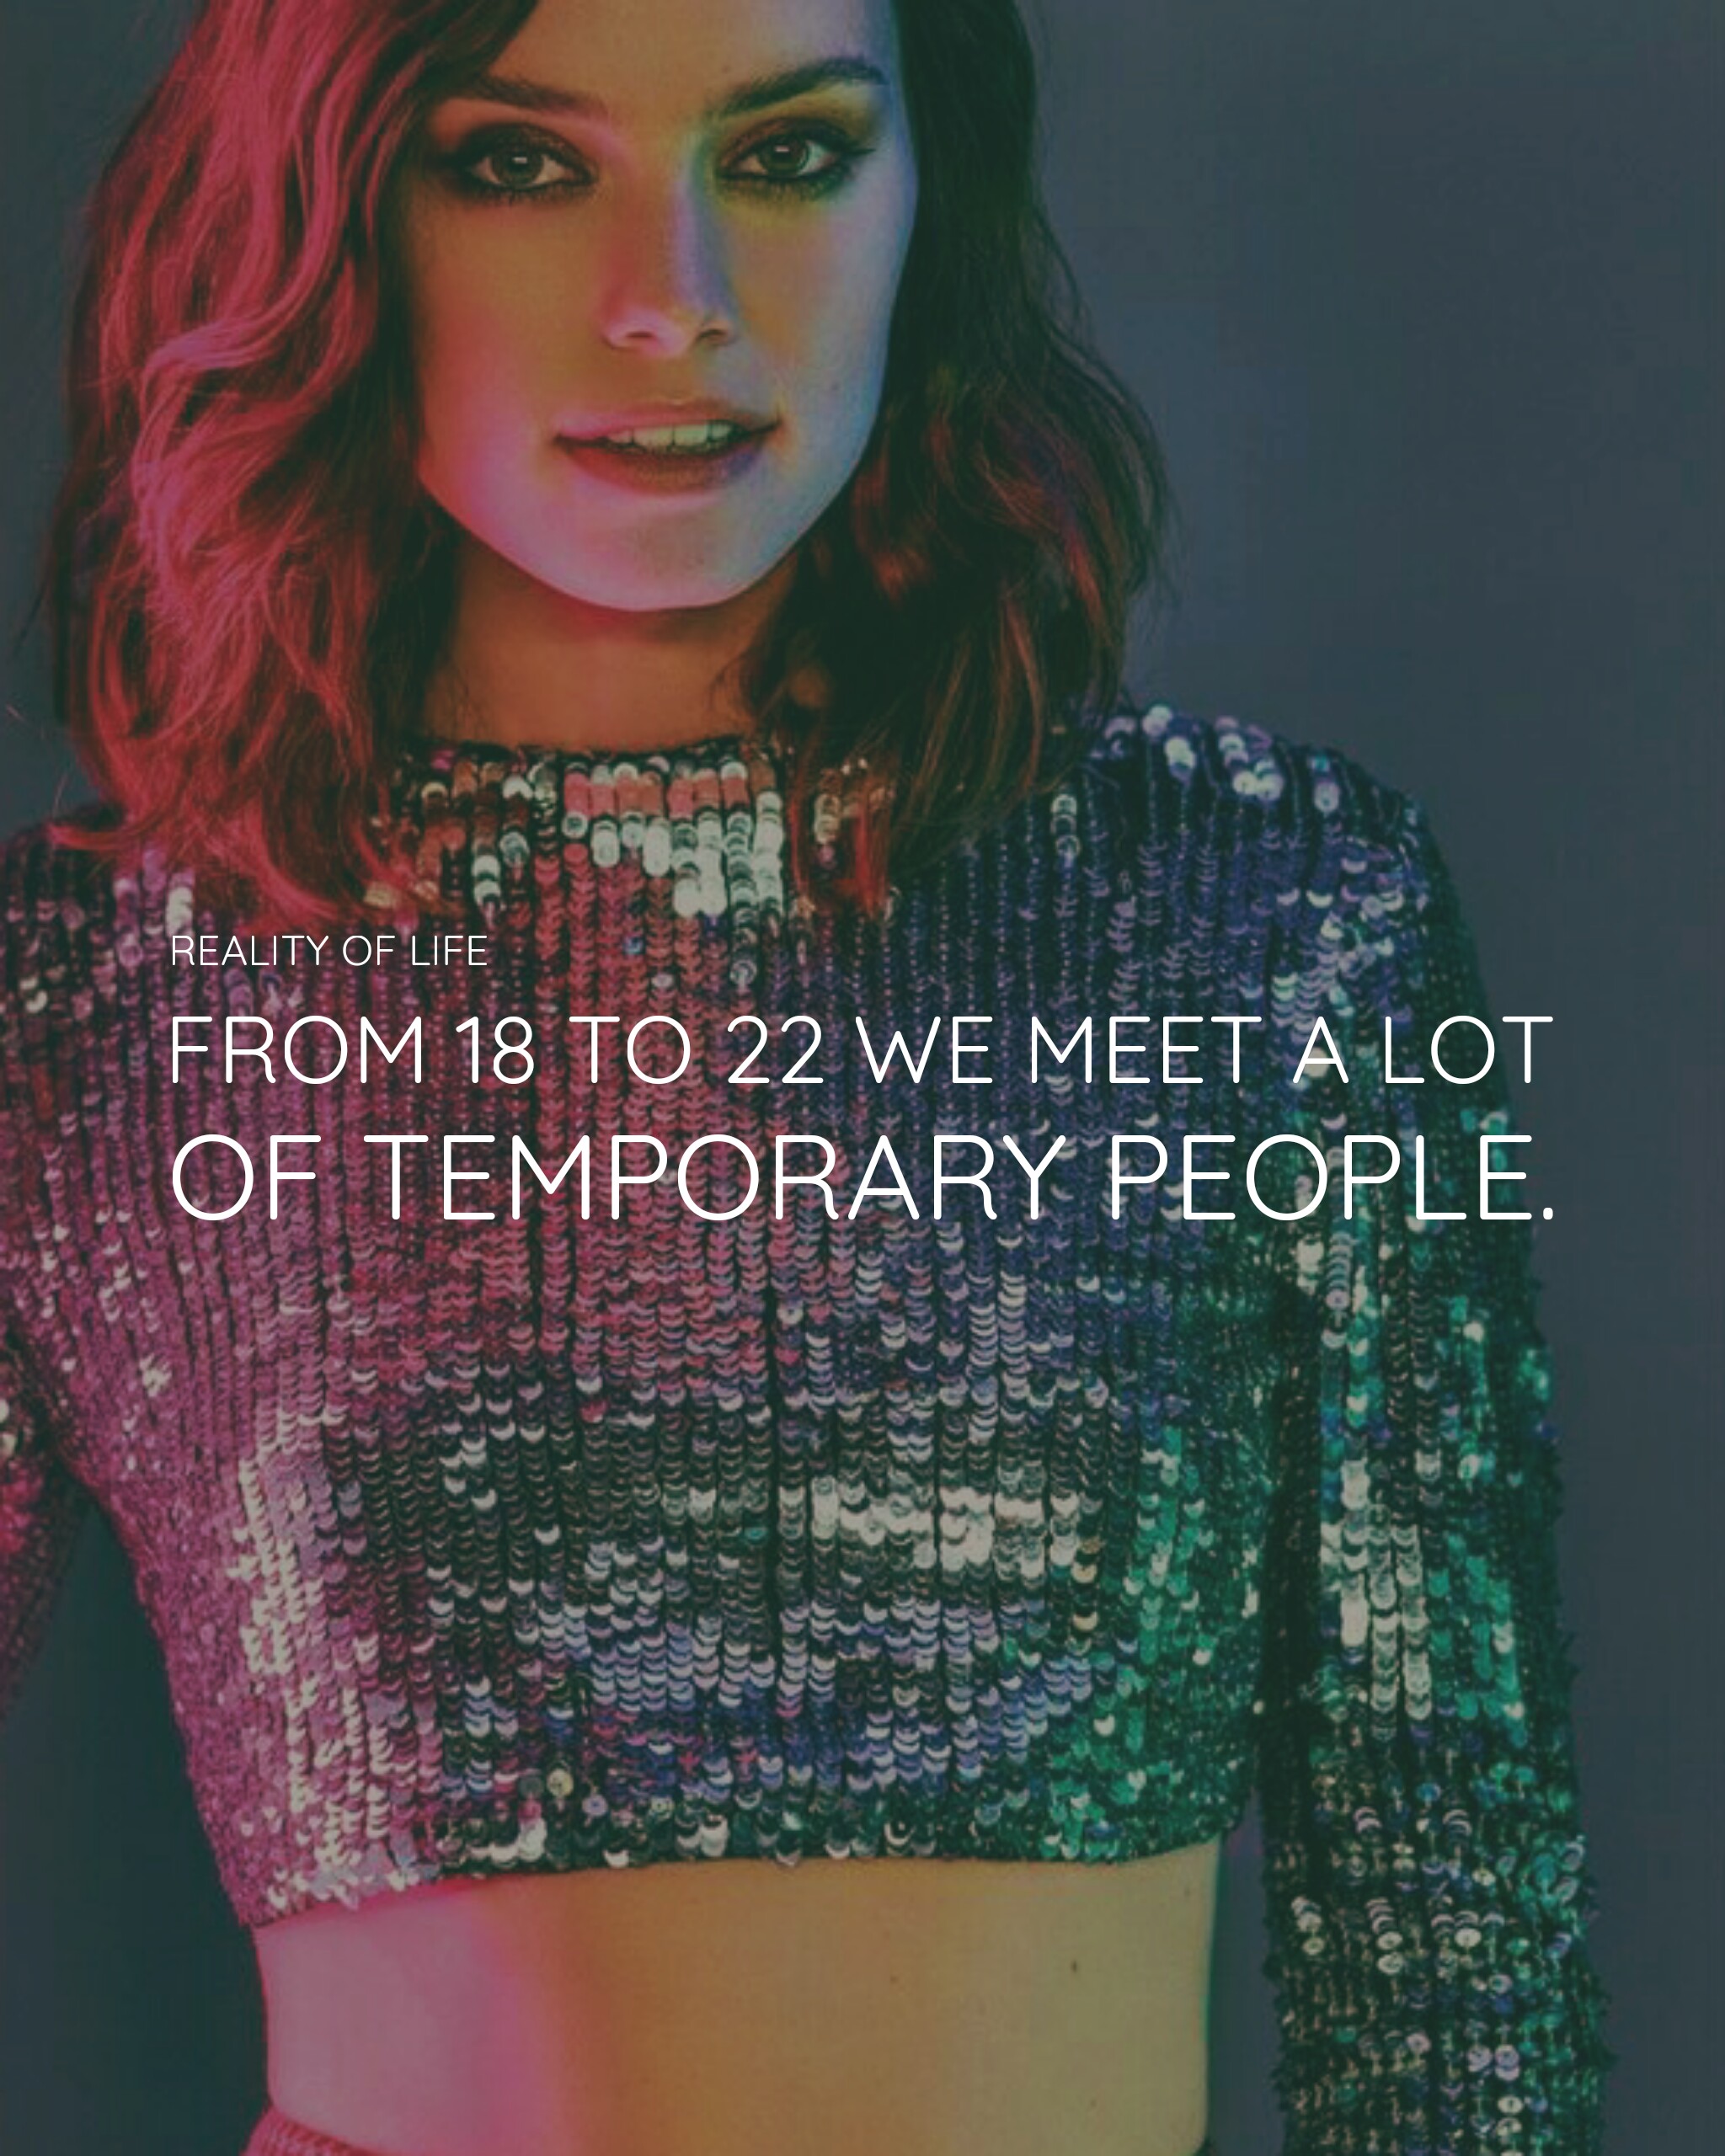 REALITY OF LIFE
FROM 18 TO 22 WE MEET A LOT
OF TEMPORARY PEOPLE.